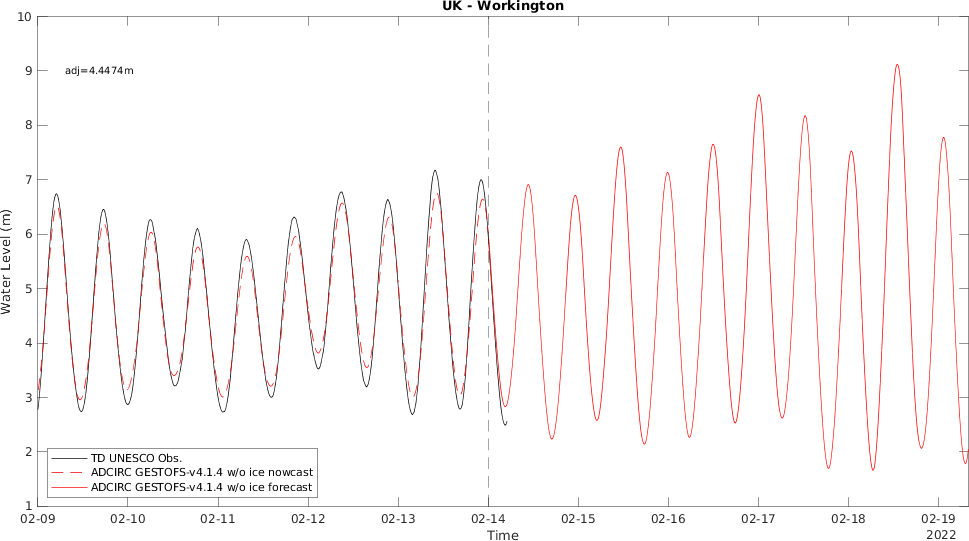 UK - Workington
10
adj=4.4474m
9
8
7
6
5
4
3
2
1
Water Level (m)
TD UNESCO Obs.
ADCIRC GESTOFS-v4.1.4 w/o ice nowcast
ADCIRC GESTOFS-v4.1.4 w/o ice forecast
02-09 02-10 02-11 02-12 02-13 02-14 02-15 02-16 02-17 02-18 02-19
Time
2022